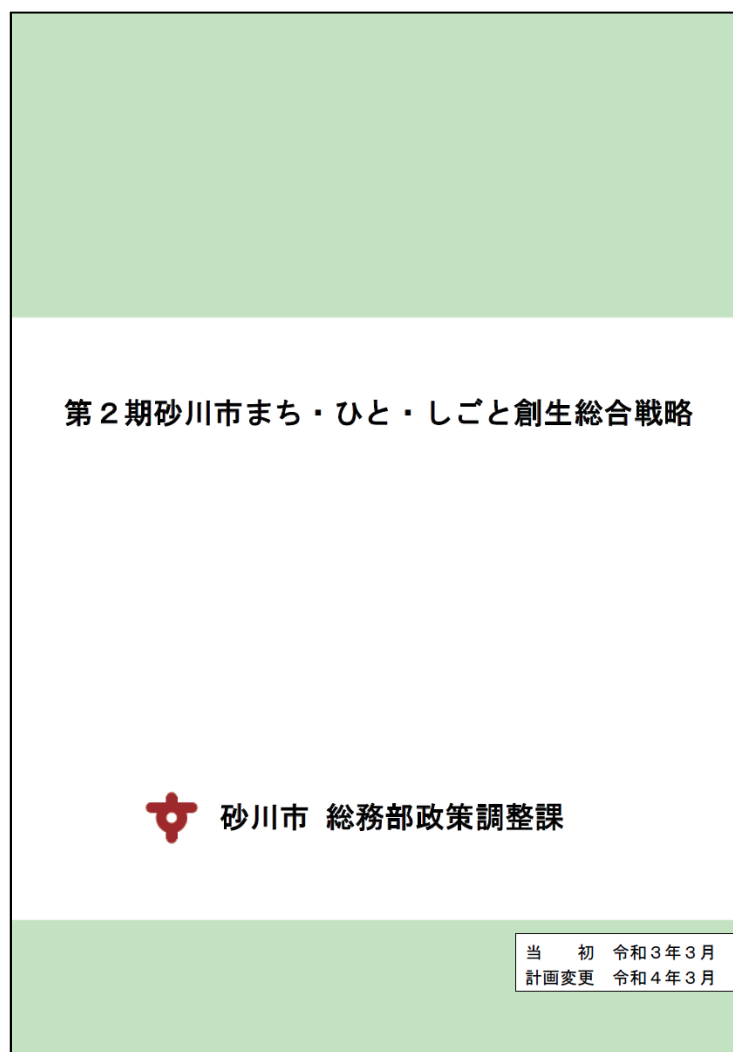 第２期砂川市まち・ひと・しごと創生総合戦略
砂川市 総務部政策調整課
当　　初　令和３年３月
計画変更　令和４年３月